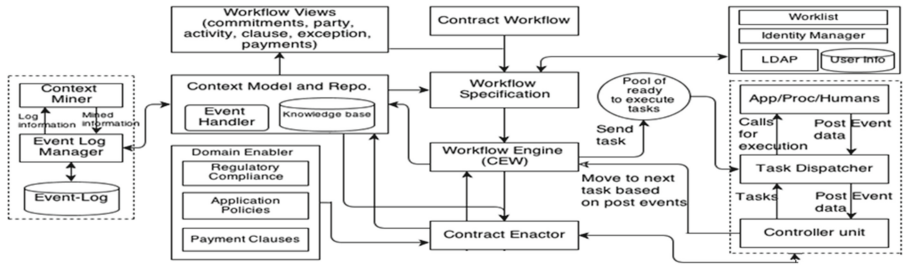 Workflow Views
(commitments, party,
activity, clause, exception,
payments)
Contract Workflow
Worklist
Identity Manager
LDAP
User Info
Context
Miner
Log
information
Mined
information
Event Log
Manager
Event-Log
Context Model and Repo.
Event
Handler
Knowledge base
Workflow
Specification
Pool of
ready
to execute
tasks
Send
task
App/Proc/Humans
Calls
for
execution
Post
data
Event
Task Dispatcher
Tasks
Post
data
Event
Controller unit
Domain Enabler
Regulatory
Compliance
Application
Policies
Payment Clauses
Workflow Engine
(CEW)
Move to next
task based
on post events
Contract Enactor